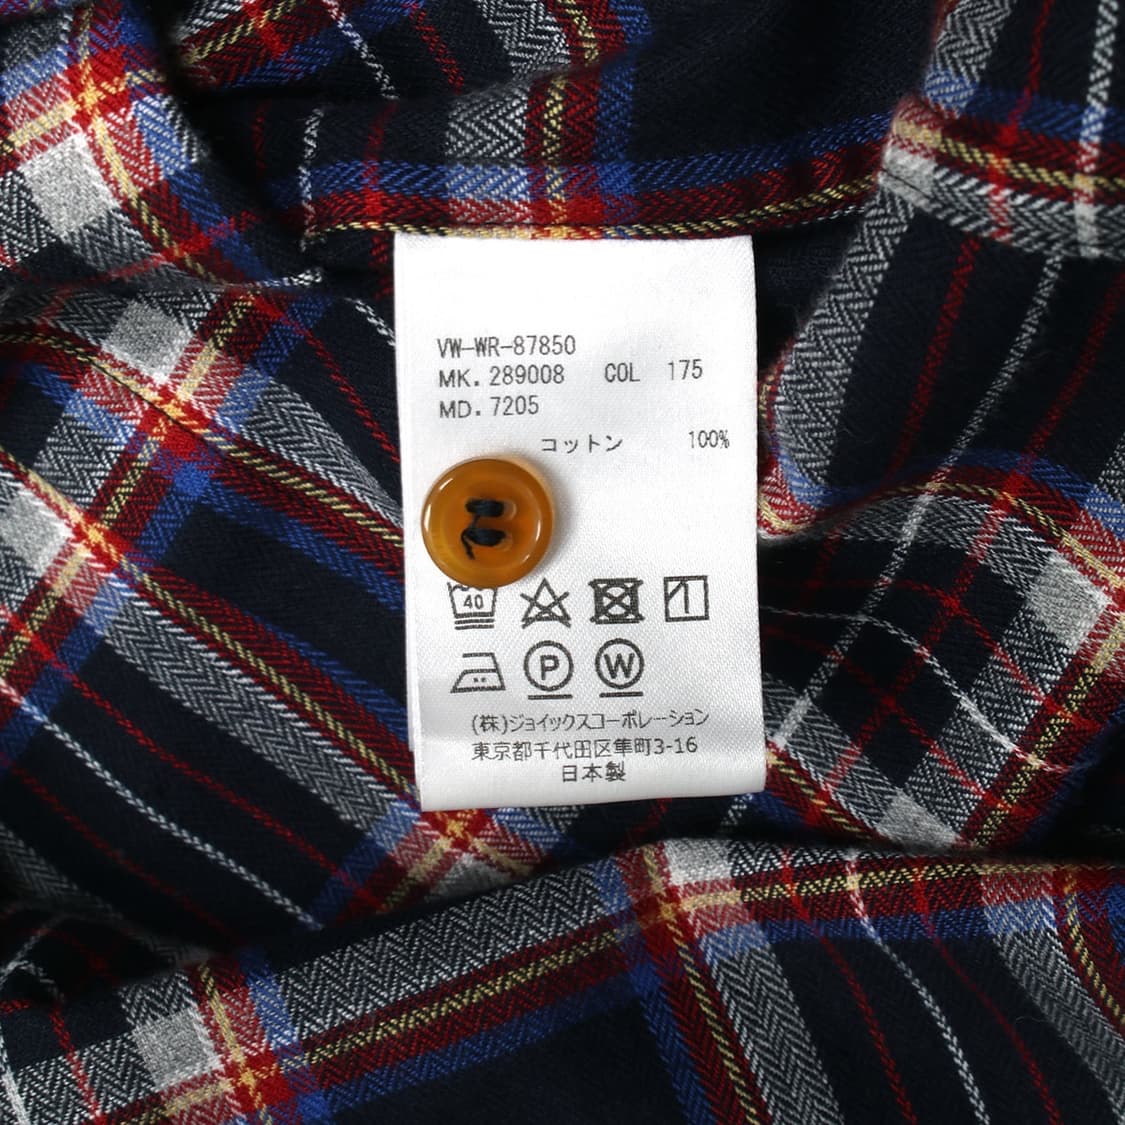 VW-WR-87850
MK. 289008 COL 175
MD. 7205
コットン 100%
40
P W
(株)ジョイックスコーポレーション
東京都千代田区隼町3-16
日本製